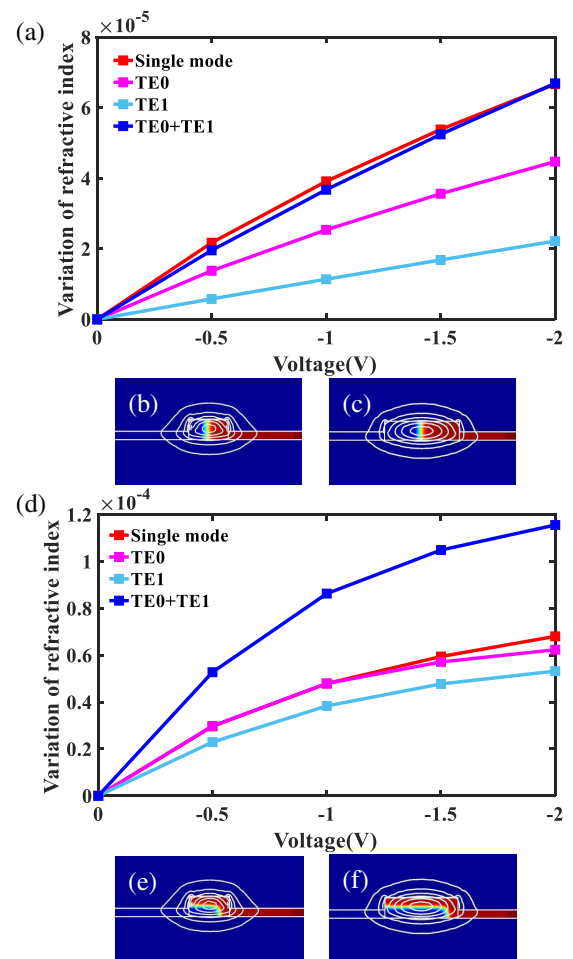 (a)
×10-5
8
6
4
2
0
Variation of refractive index
Single mode
TE0
TE1
TE0+TE1
0 -0.5 -1 -1.5 -2
Voltage(V)
(b) (c)
(d)
×10-4
1.2
1
0.8
0.6
0.4
0.2
0
Variation of refractive index
Single mode
TE0
TE1
TE0+TE1
0 -0.5 -1 -1.5 -2
Voltage(V)
(e) (f)